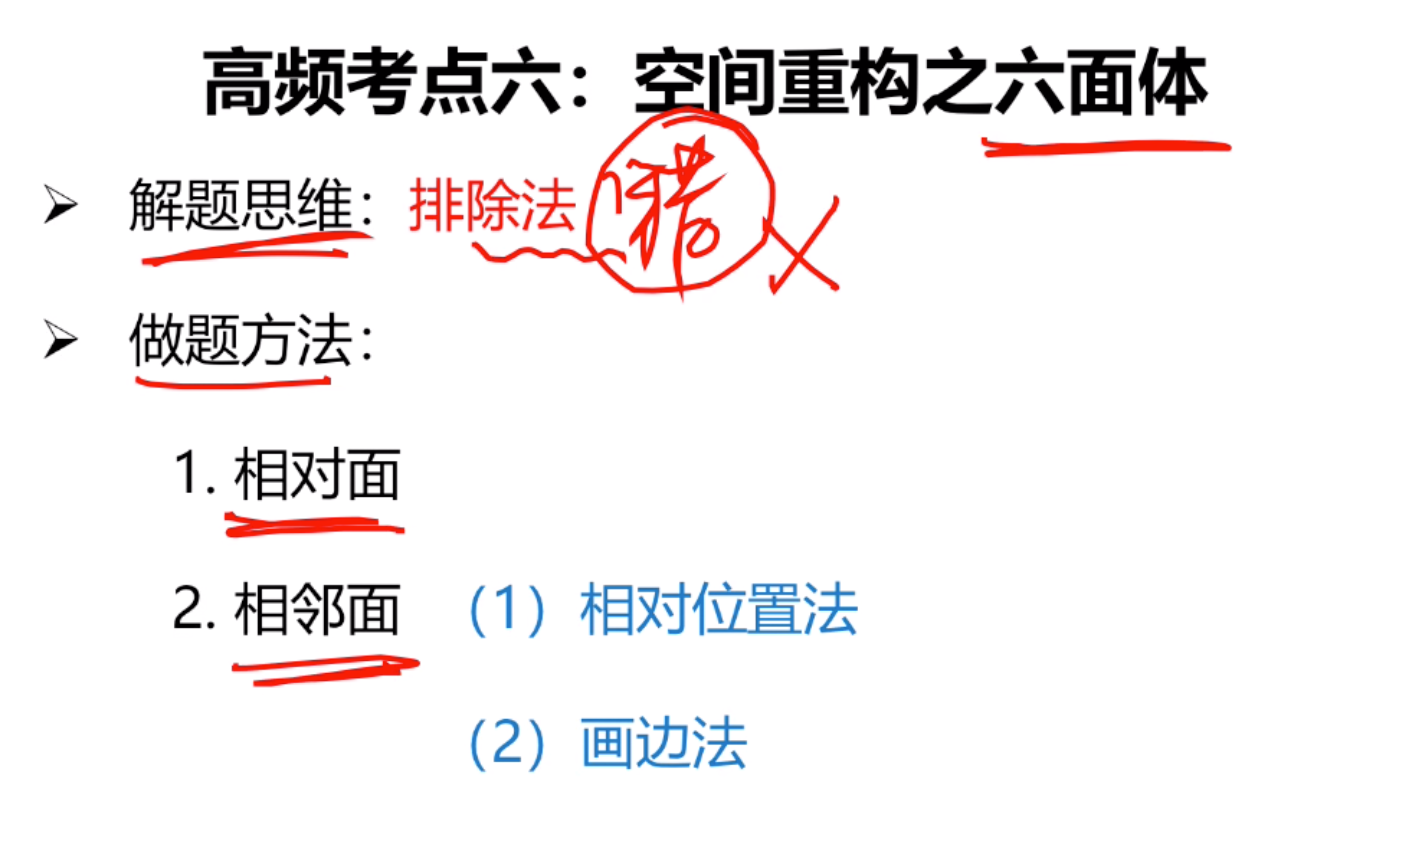 高频考点六：空间重构之六面体
➢ 解题思维：排除法
➢ 做题方法：
1. 相对面
2. 相邻面 （1）相对位置法
（2）画边法